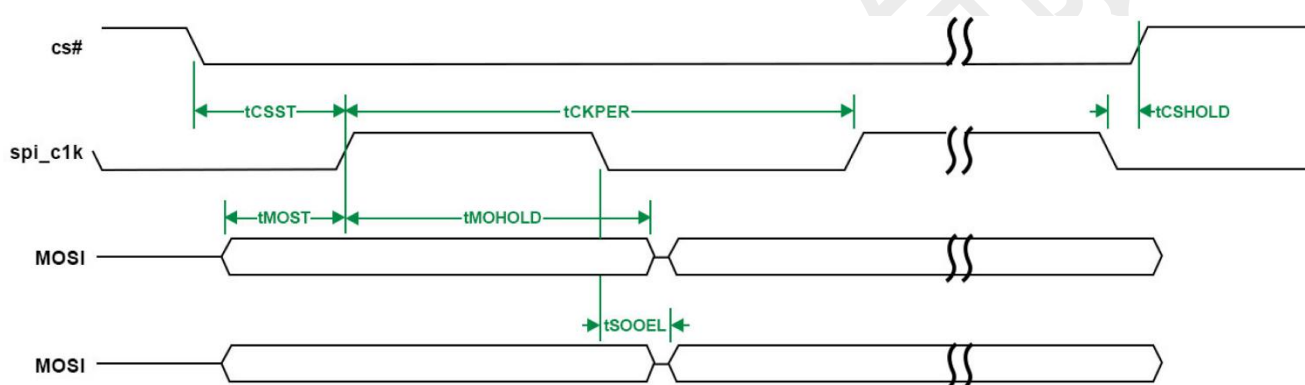 cs#
tCSST
tCKPER
tCSHOLD
spi_c1k
tMOST
tMOHOLD
MOSI
tSOOEL
MOSI